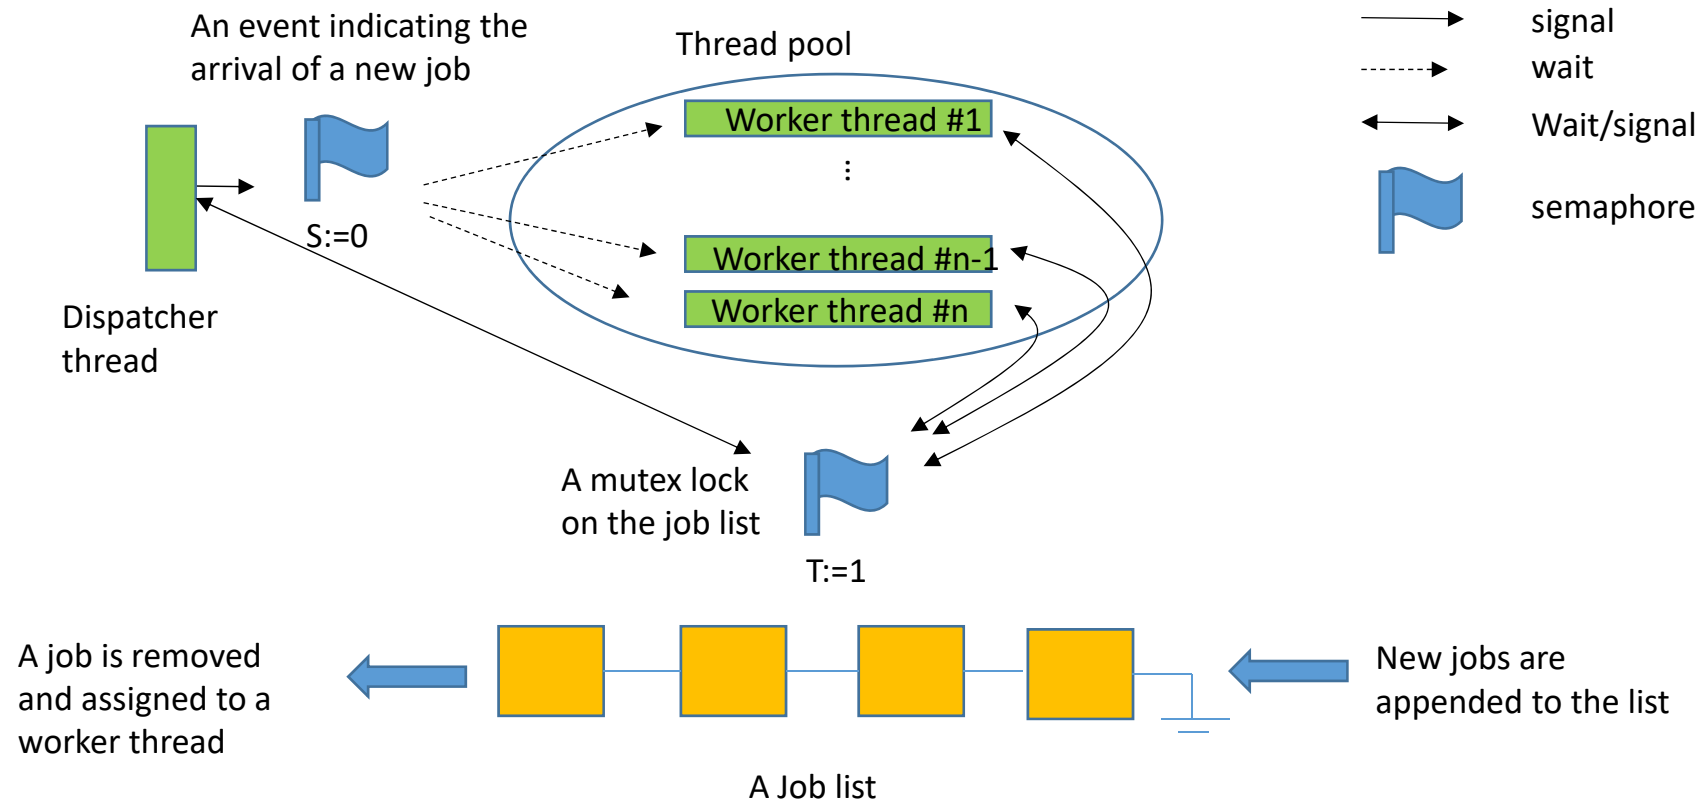 An event indicating the
arrival of a new job
Thread pool
signal
wait
Wait/signal
semaphore
Worker thread #1
...
Worker thread #n-1
Worker thread #n
S:=0
Dispatcher
thread
A mutex lock
on the job list
T:=1
A job is removed
and assigned to a
worker thread
New jobs are
appended to the list
A Job list